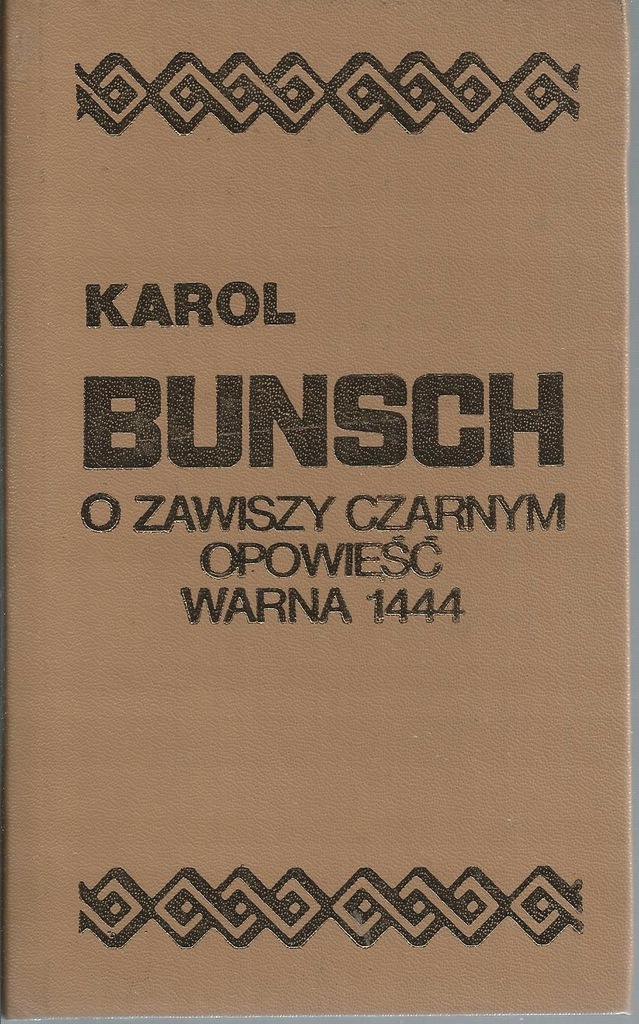 KAROL
BUNSCH
O ZAWISZY CZARNYM
OPOWIEŚĆ
WARNA 1444